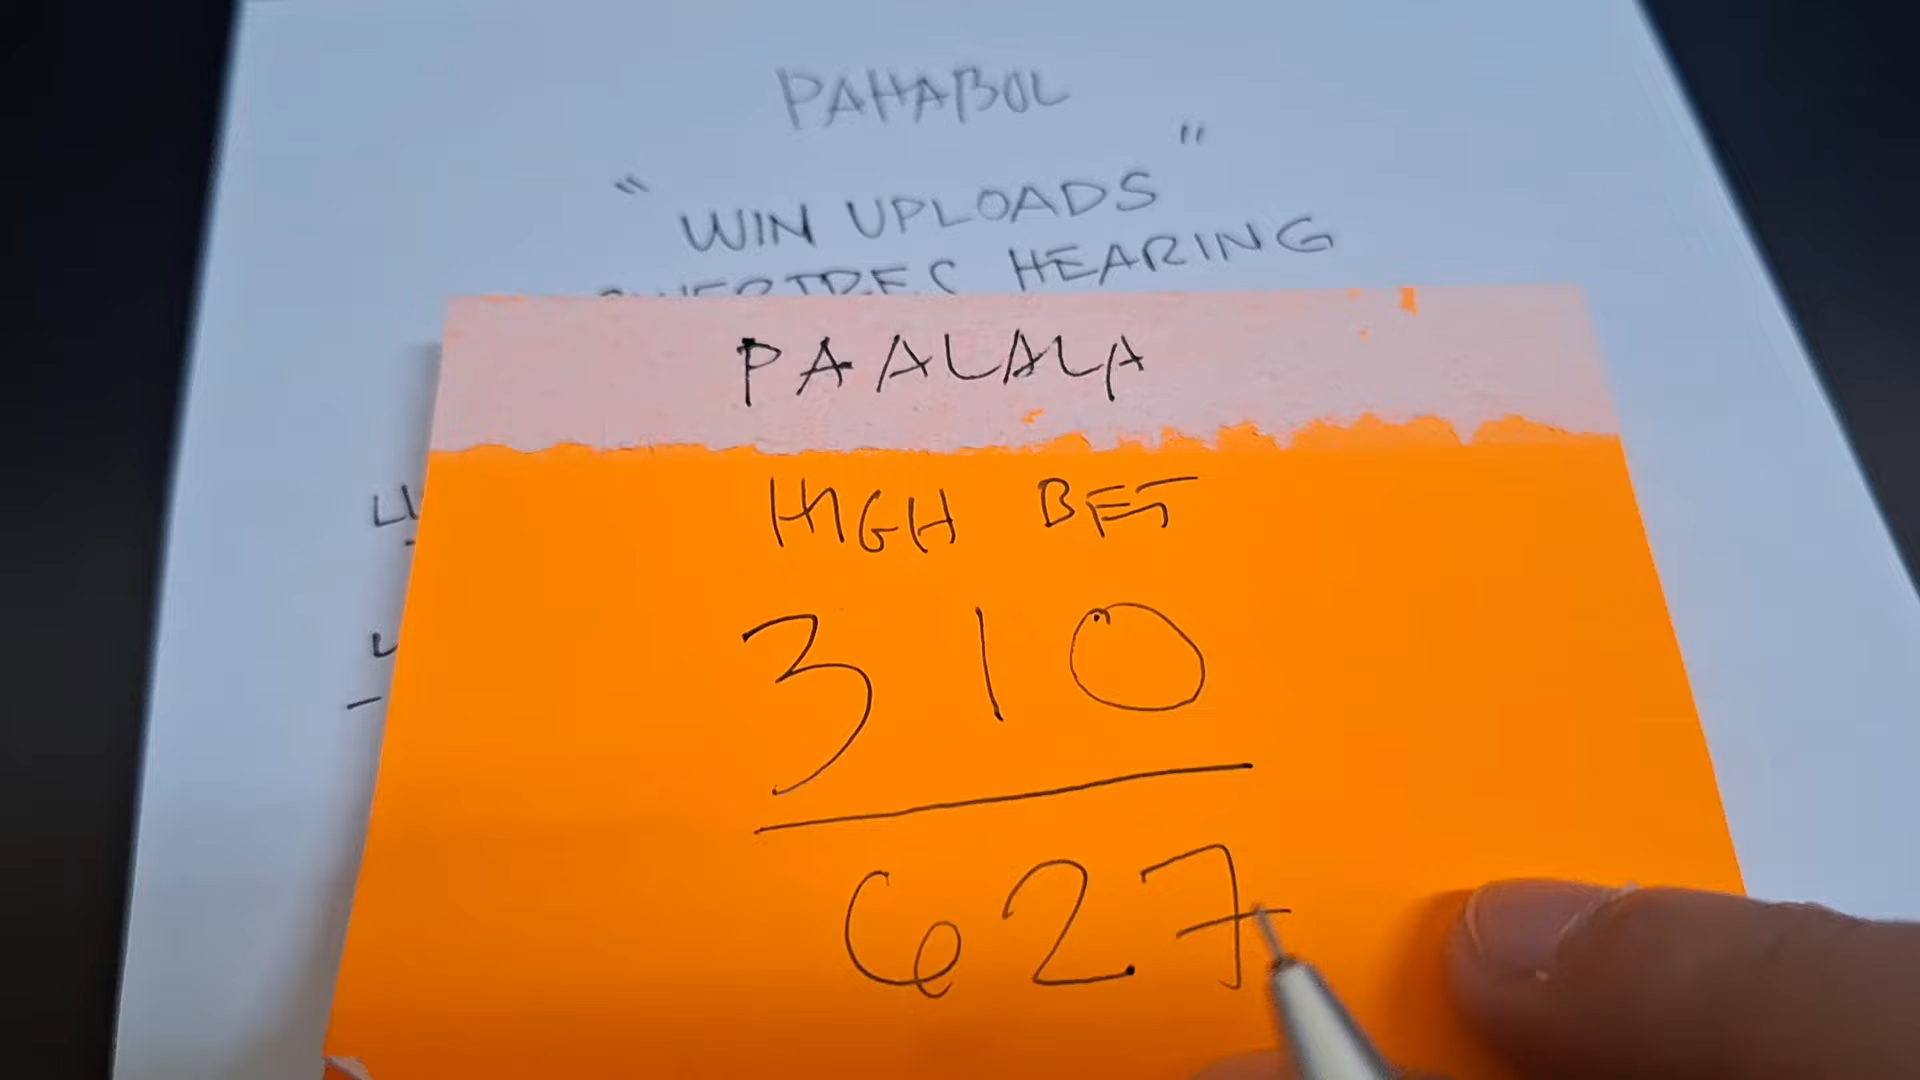 PAHABOL
" WIN UPLOADS "
HEARING
PAALALA
HIGH BET
310
627